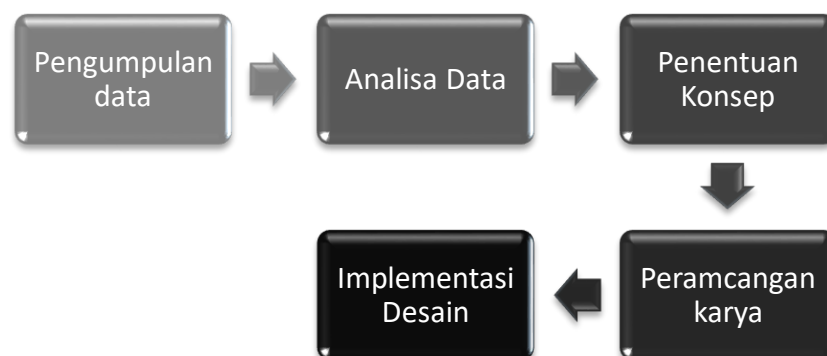 Pengumpulan
data
Analisa Data
Penentuan
Konsep
Peramcangan
karya
Implementasi
Desain